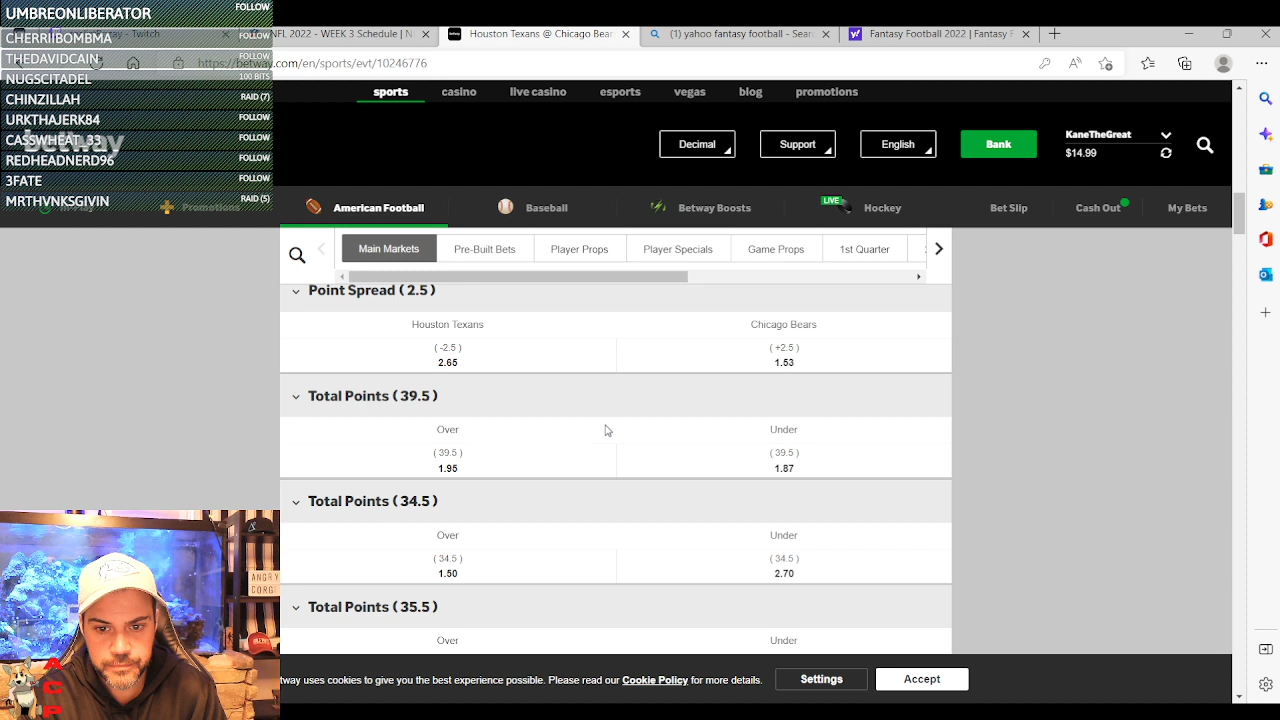 UMBREONLIBERATOR FOLLOW
CHERRIIBOMBMA FOLLOW
THEDAVIDCAIN FOLLOW
NUGSCITADEL 100 BITS
CHINZILLAH RAID (7)
URKTHAJERK84 FOLLOW
CASSWHEAT_33 FOLLOW
REDHEADNERD96 FOLLOW
3FATE FOLLOW
MRTHVNKSGIVIN RAID (5)
betway
- Twitch
NFL 2022 - WEEK 3 Schedule | N
Houston Texans @ Chicago Bear
(1) yahoo fantasy football - Sear
Fantasy Football 2022 | Fantasy F
https://betway.com/en/sports/evt/10246776
sports casino live casino esports vegas blog promotions
Decimal Support English Bank KaneTheGreat
$14.99
Promotions American Football Baseball Betway Boosts LIVE Hockey Bet Slip Cash Out My Bets
Main Markets Pre-Built Bets Player Props Player Specials Game Props 1st Quarter
Point Spread ( 2.5 )
Houston Texans Chicago Bears
( -2.5 ) ( +2.5 )
2.65 1.53
Total Points ( 39.5 )
Over Under
( 39.5 ) ( 39.5 )
1.95 1.87
Total Points ( 34.5 )
Over Under
( 34.5 ) ( 34.5 )
1.50 2.70
Total Points ( 35.5 )
Over Under
tway uses cookies to give you the best experience possible. Please read our Cookie Policy for more details. Settings Accept
ANGRY
CORGI
A
C
P